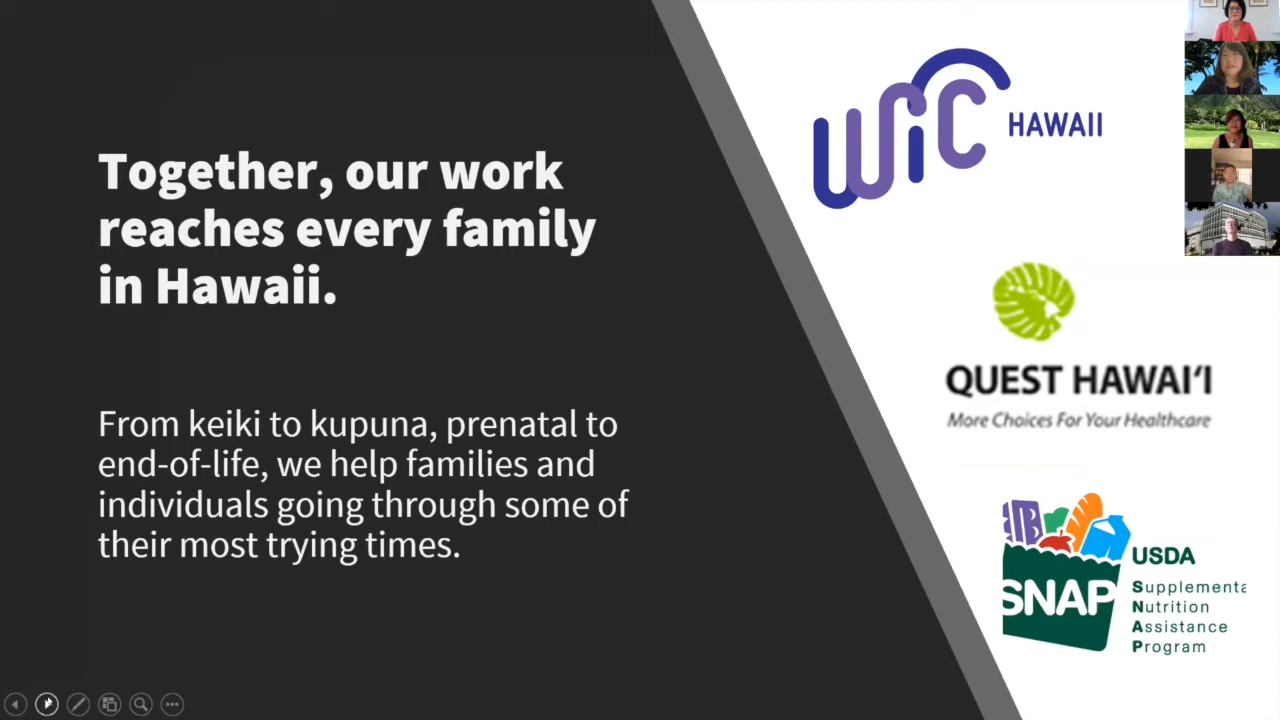 Together, our work
reaches every family
in Hawaii.
From keiki to kupuna, prenatal to
end-of-life, we help families and
individuals going through some of
their most trying times.
WiC HAWAII
QUEST HAWAIʻI
More Choices For Your Healthcare
SNAP
USDA
Supplementa
Nutrition
Assistance
Program